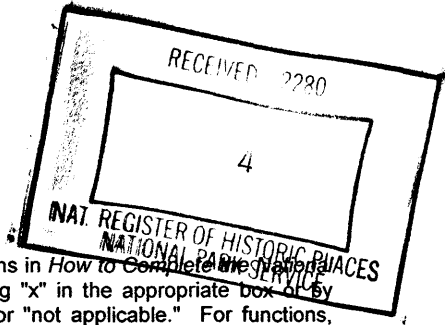 RECEIVED 2280
4
NAT. REGISTER OF HISTORIC PLACES
NATIONAL PARK SERVICE
ns in How to Complete the National
g "x" in the appropriate box or by
or "not applicable." For functions,